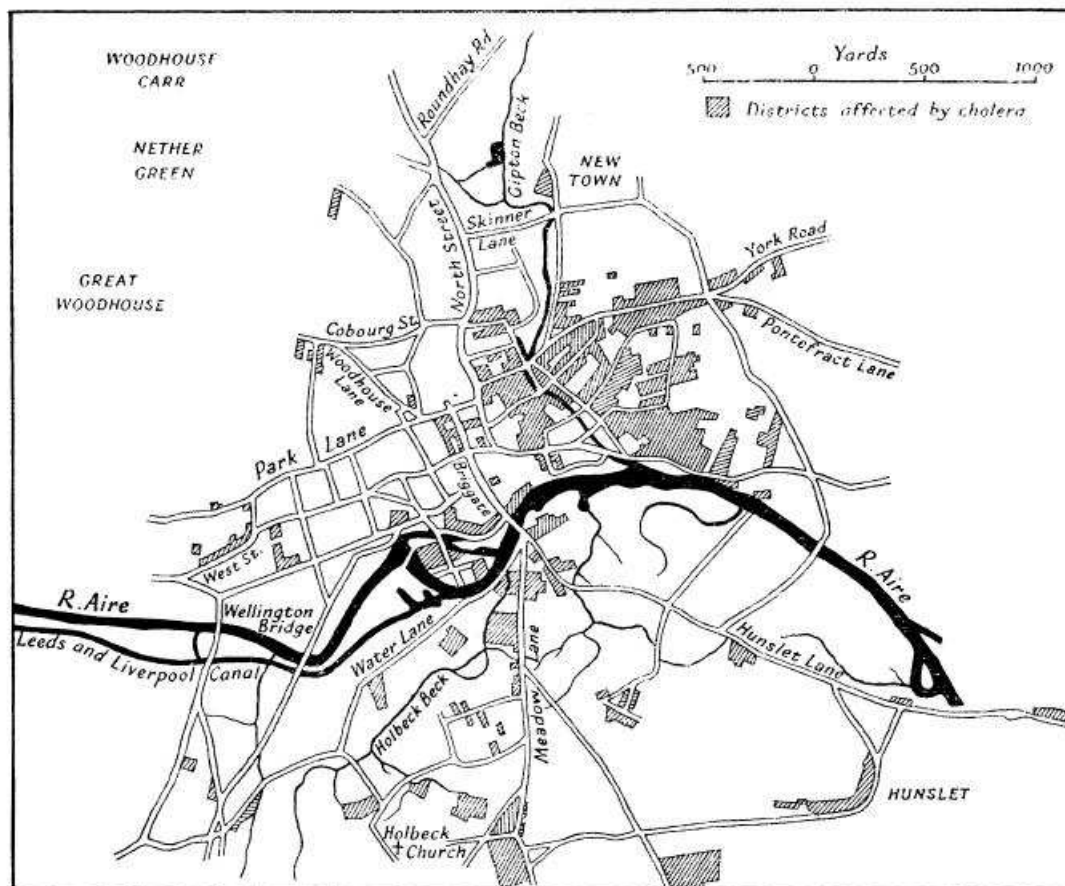 WOODHOUSE
CARR
NETHER
GREEN
GREAT
WOODHOUSE
Yards
500 0 500 1000
Districts affected by cholera
Roundhay Rd
Gipton Beck
NEW
TOWN
North Street
Skinner
Lane
York Road
Pontefract Lane
Cobourg St.
Woodhouse
Lane
Park Lane
Briggate
West St.
R. Aire
Wellington
Bridge
Leeds and Liverpool Canal
Water Lane
R. Aire
Hunslet Lane
Holbeck Beck
Meadow Lane
HUNSLET
Holbeck
Church